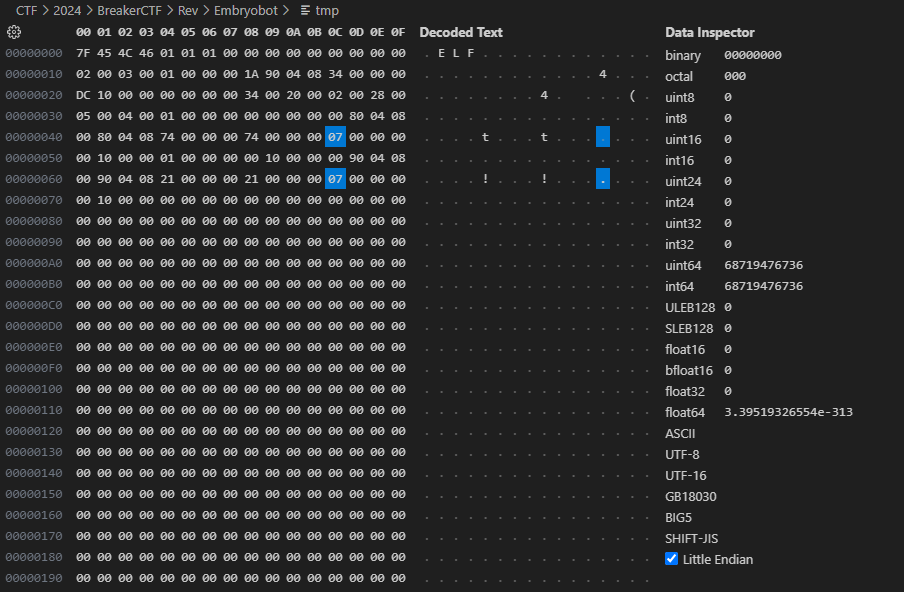 CTF > 2024 > BreakerCTF > Rev > Embryobot > tmp
00 01 02 03 04 05 06 07 08 09 0A 0B 0C 0D 0E 0F Decoded Text Data Inspector
00000000 7F 45 4C 46 01 01 01 00 00 00 00 00 00 00 00 00 . E L F . . . . . . . . . . . . binary 00000000
00000010 02 00 03 00 01 00 00 00 1A 90 04 08 34 00 00 00 . . . . . . . . . . . . 4 . . . octal 000
00000020 DC 10 00 00 00 00 00 00 34 00 20 00 02 00 28 00 . . . . . . . . 4 . . . . ( . uint8 0
00000030 05 00 04 00 01 00 00 00 00 00 00 00 00 80 04 08 . . . . . . . . . . . . . . . . int8 0
00000040 00 80 04 08 74 00 00 00 74 00 00 00 07 00 00 00 . . . . t . . . t . . . . . . . uint16 0
00000050 00 10 00 00 01 00 00 00 00 10 00 00 00 90 04 08 . . . . . . . . . . . . . . . . int16 0
00000060 00 90 04 08 21 00 00 00 21 00 00 00 07 00 00 00 . . . . ! . . . ! . . . . . . . uint24 0
00000070 00 10 00 00 00 00 00 00 00 00 00 00 00 00 00 00 . . . . . . . . . . . . . . . . int24 0
00000080 00 00 00 00 00 00 00 00 00 00 00 00 00 00 00 00 . . . . . . . . . . . . . . . . uint32 0
00000090 00 00 00 00 00 00 00 00 00 00 00 00 00 00 00 00 . . . . . . . . . . . . . . . . int32 0
000000A0 00 00 00 00 00 00 00 00 00 00 00 00 00 00 00 00 . . . . . . . . . . . . . . . . uint64 68719476736
000000B0 00 00 00 00 00 00 00 00 00 00 00 00 00 00 00 00 . . . . . . . . . . . . . . . . int64 68719476736
000000C0 00 00 00 00 00 00 00 00 00 00 00 00 00 00 00 00 . . . . . . . . . . . . . . . . ULEB128 0
000000D0 00 00 00 00 00 00 00 00 00 00 00 00 00 00 00 00 . . . . . . . . . . . . . . . . SLEB128 0
000000E0 00 00 00 00 00 00 00 00 00 00 00 00 00 00 00 00 . . . . . . . . . . . . . . . . float16 0
000000F0 00 00 00 00 00 00 00 00 00 00 00 00 00 00 00 00 . . . . . . . . . . . . . . . . bfloat16 0
00000100 00 00 00 00 00 00 00 00 00 00 00 00 00 00 00 00 . . . . . . . . . . . . . . . . float32 0
00000110 00 00 00 00 00 00 00 00 00 00 00 00 00 00 00 00 . . . . . . . . . . . . . . . . float64 3.39519326554e-313
00000120 00 00 00 00 00 00 00 00 00 00 00 00 00 00 00 00 . . . . . . . . . . . . . . . . ASCII
00000130 00 00 00 00 00 00 00 00 00 00 00 00 00 00 00 00 . . . . . . . . . . . . . . . . UTF-8
00000140 00 00 00 00 00 00 00 00 00 00 00 00 00 00 00 00 . . . . . . . . . . . . . . . . UTF-16
00000150 00 00 00 00 00 00 00 00 00 00 00 00 00 00 00 00 . . . . . . . . . . . . . . . . GB18030
00000160 00 00 00 00 00 00 00 00 00 00 00 00 00 00 00 00 . . . . . . . . . . . . . . . . BIG5
00000170 00 00 00 00 00 00 00 00 00 00 00 00 00 00 00 00 . . . . . . . . . . . . . . . . SHIFT-JIS
00000180 00 00 00 00 00 00 00 00 00 00 00 00 00 00 00 00 . . . . . . . . . . . . . . . . Little Endian
00000190 00 00 00 00 00 00 00 00 00 00 00 00 00 00 00 00 . . . . . . . . . . . . . . . .